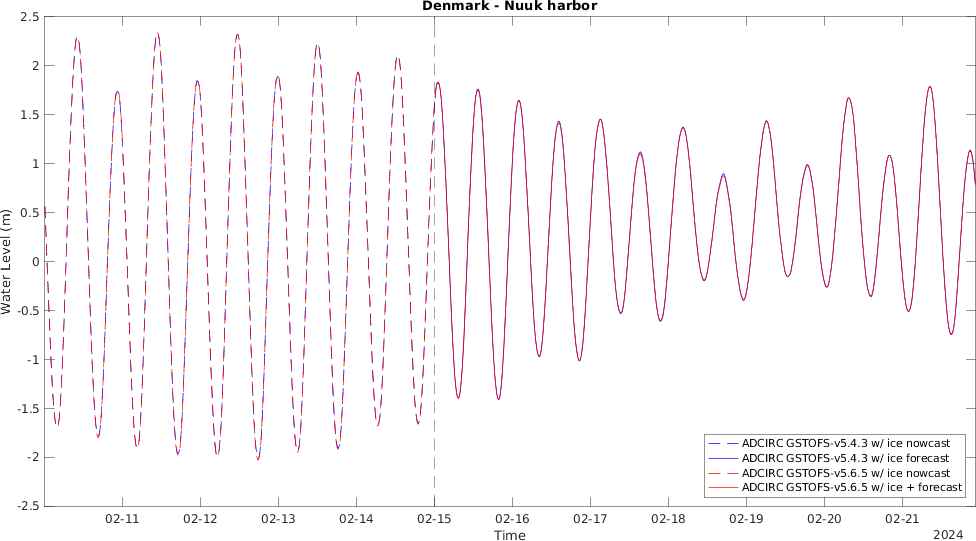 Denmark - Nuuk harbor
2.5
2
1.5
1
0.5
0
-0.5
-1
-1.5
-2
-2.5
Water Level (m)
ADCIRC GSTOFS-v5.4.3 w/ ice nowcast
ADCIRC GSTOFS-v5.4.3 w/ ice forecast
ADCIRC GSTOFS-v5.6.5 w/ ice nowcast
ADCIRC GSTOFS-v5.6.5 w/ ice + forecast
02-11 02-12 02-13 02-14 02-15 02-16 02-17 02-18 02-19 02-20 02-21
Time
2024